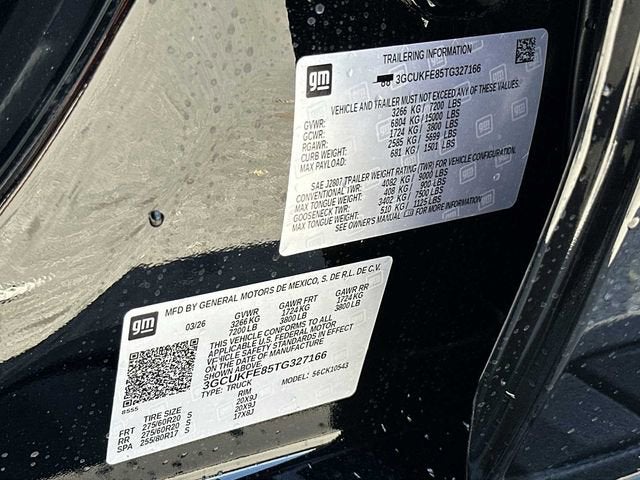 gm
TRAILERING INFORMATION
3GCUKFE85TG327166
VEHICLE AND TRAILER MUST NOT EXCEED ANY OF THESE VALUES.
GVWR: 3266 KG/ 7200 LBS
GCWR: 6804 KG/15000 LBS
RGAWR: 1724 KG/ 3800 LBS
CURB WEIGHT: 2585 KG/ 5699 LBS
MAX PAYLOAD: 681 KG/ 1501 LBS
SAE J2807 TRAILER WEIGHT RATING (TWR) FOR VEHICLE CONFIGURATION.
CONVENTIONAL TWR: 4082 KG/ 9000 LBS
MAX TONGUE WEIGHT: 408 KG/ 900 LBS
GOOSENECK TWR: 3402 KG/ 7500 LBS
MAX TONGUE WEIGHT: 510 KG/ 1125 LBS
SEE OWNER'S MANUAL FOR MORE INFORMATION
gm
MFD BY GENERAL MOTORS DE MEXICO, S. DE R.L. DE C.V.
03/26 GVWR GAWR FRT GAWR RR
3266 KG 1724 KG 1724 KG
7200 LB 3800 LB 3800 LB
THIS VEHICLE CONFORMS TO ALL
APPLICABLE U.S. FEDERAL MOTOR
VEHICLE SAFETY STANDARDS IN EFFECT
ON THE DATE OF MANUFACTURE
SHOWN ABOVE.
3GCUKFE85TG327166
TYPE: TRUCK MODEL: 56CK10543
8555
TIRE SIZE RIM
FRT 275/60R20 S 20X9J
RR 275/60R20 S 20X9J
SPA 255/80R17 S 17X8J